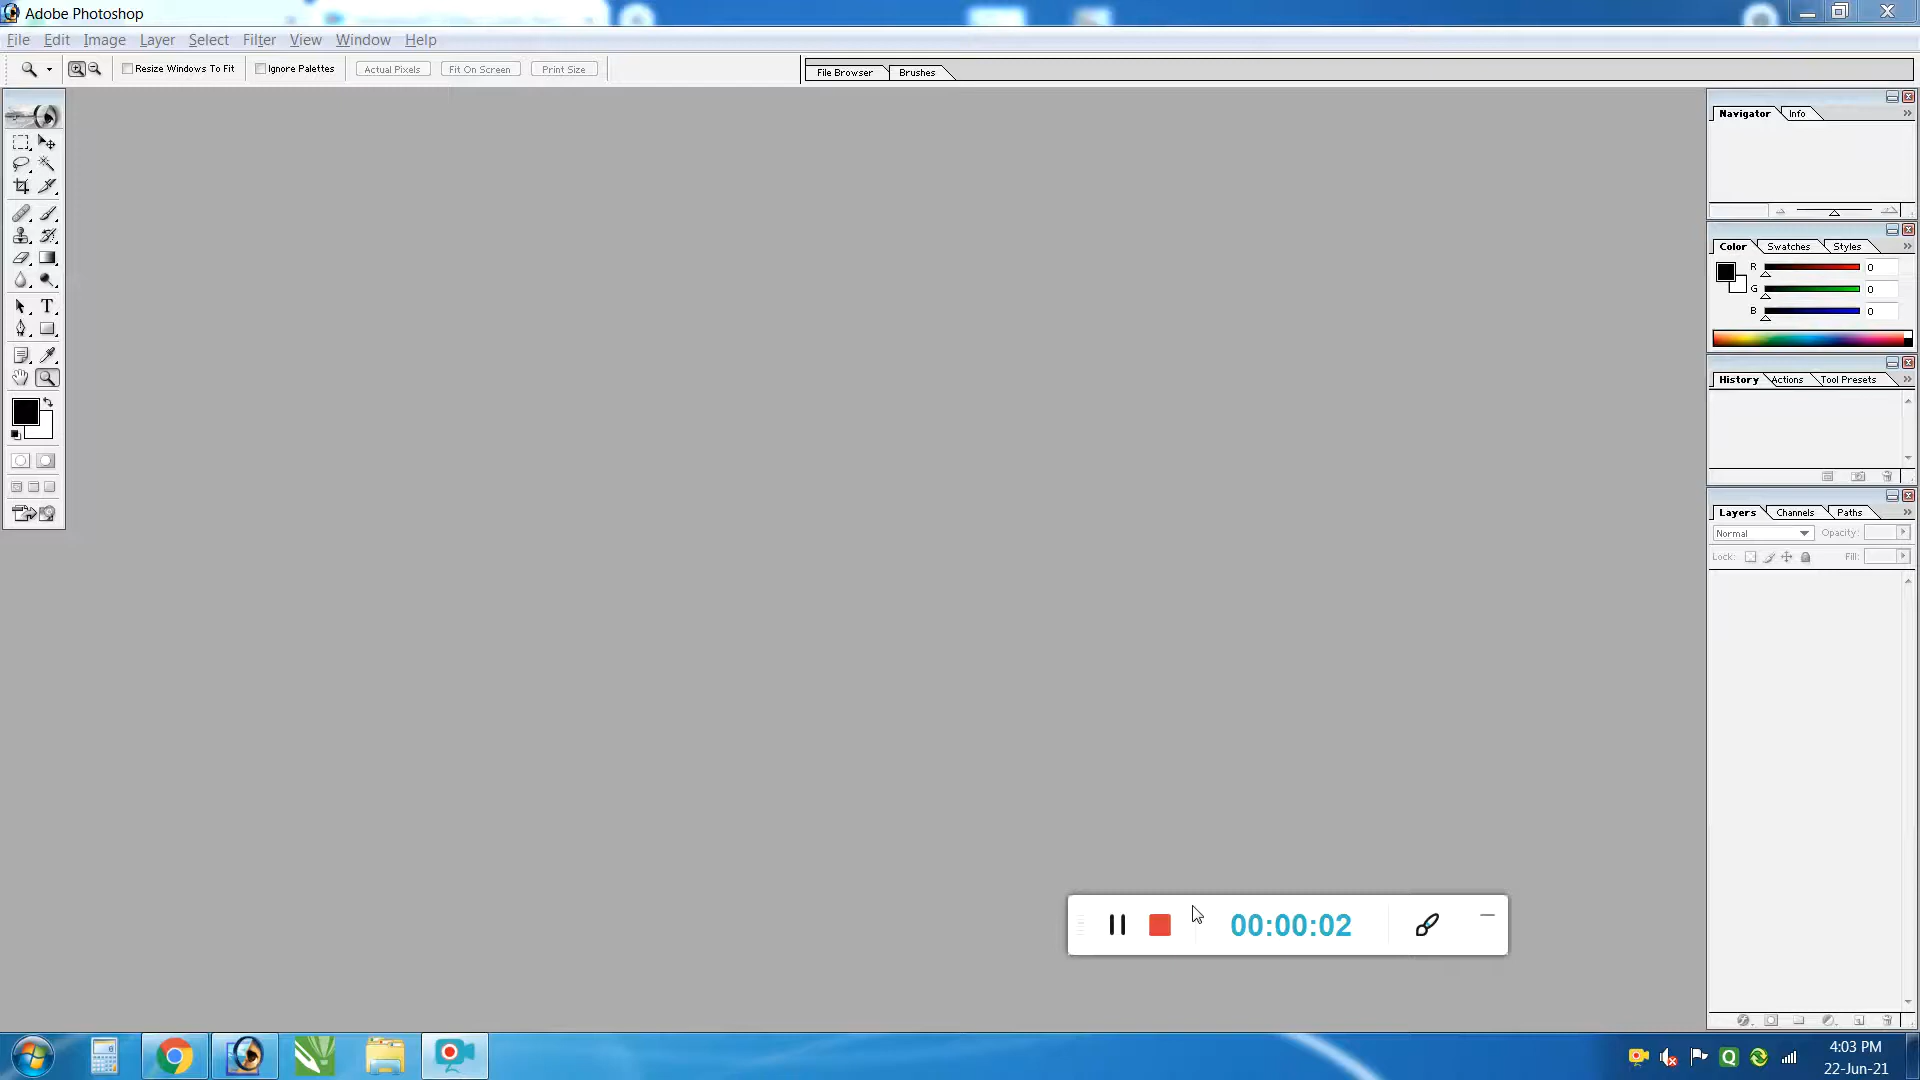 Adobe Photoshop
File Edit Image Layer Select Filter View Window Help
Resize Windows To Fit Ignore Palettes Actual Pixels Fit On Screen Print Size File Browser Brushes
Navigator Info
Color Swatches Styles
R 0
G 0
B 0
History Actions Tool Presets
Layers Channels Paths
Normal Opacity:
Lock: Fill:
T
00:00:02
4:03 PM
22-Jun-21